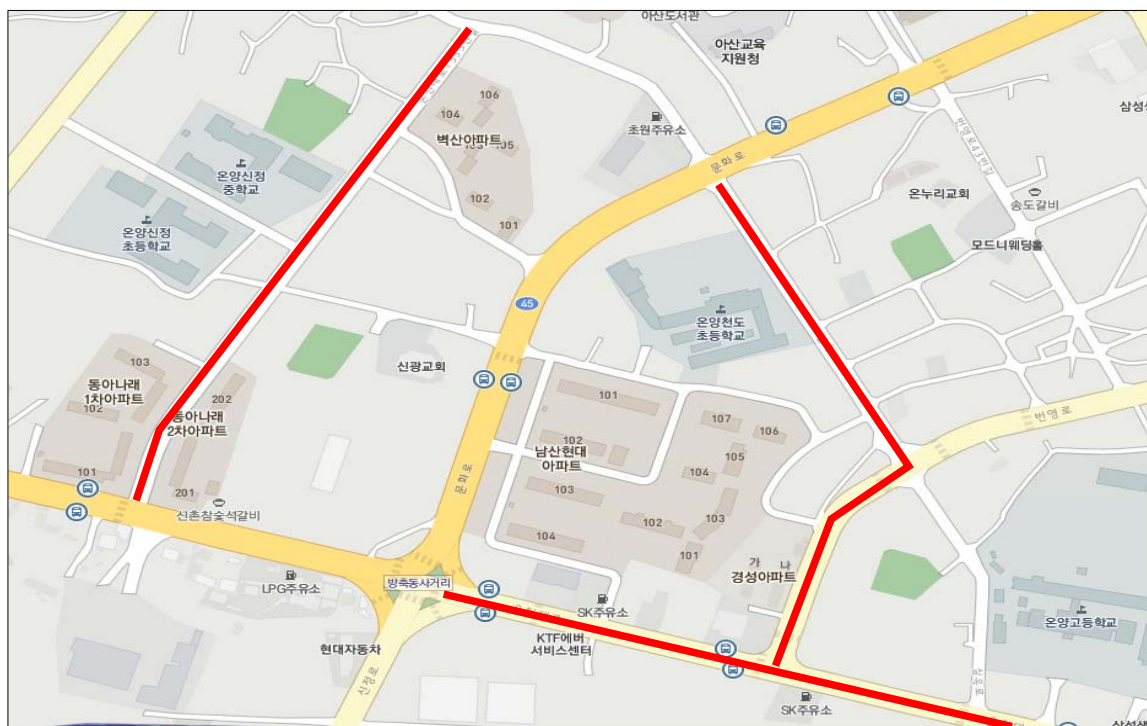 아산도서관
아산교육
지원청
106
104
벽산아파트
105
102
101
초원주유소
문화로
번영로43번길
온누리교회
송도갈비
모드니웨딩홀
온양신정
중학교
온양신정
초등학교
45
온양천도
초등학교
신광교회
103
동아나래
1차아파트
102
202
동아나래
2차아파트
101
201
신촌참숯석갈비
101
107
106
102
남산현대
아파트
105
104
103
102
103
104
101
번영로
문화로
가 나
경성아파트
방축동사거리
LPG주유소
SK주유소
KTF에버
서비스센터
현대자동차
신정로
온양고등학교
SK주유소